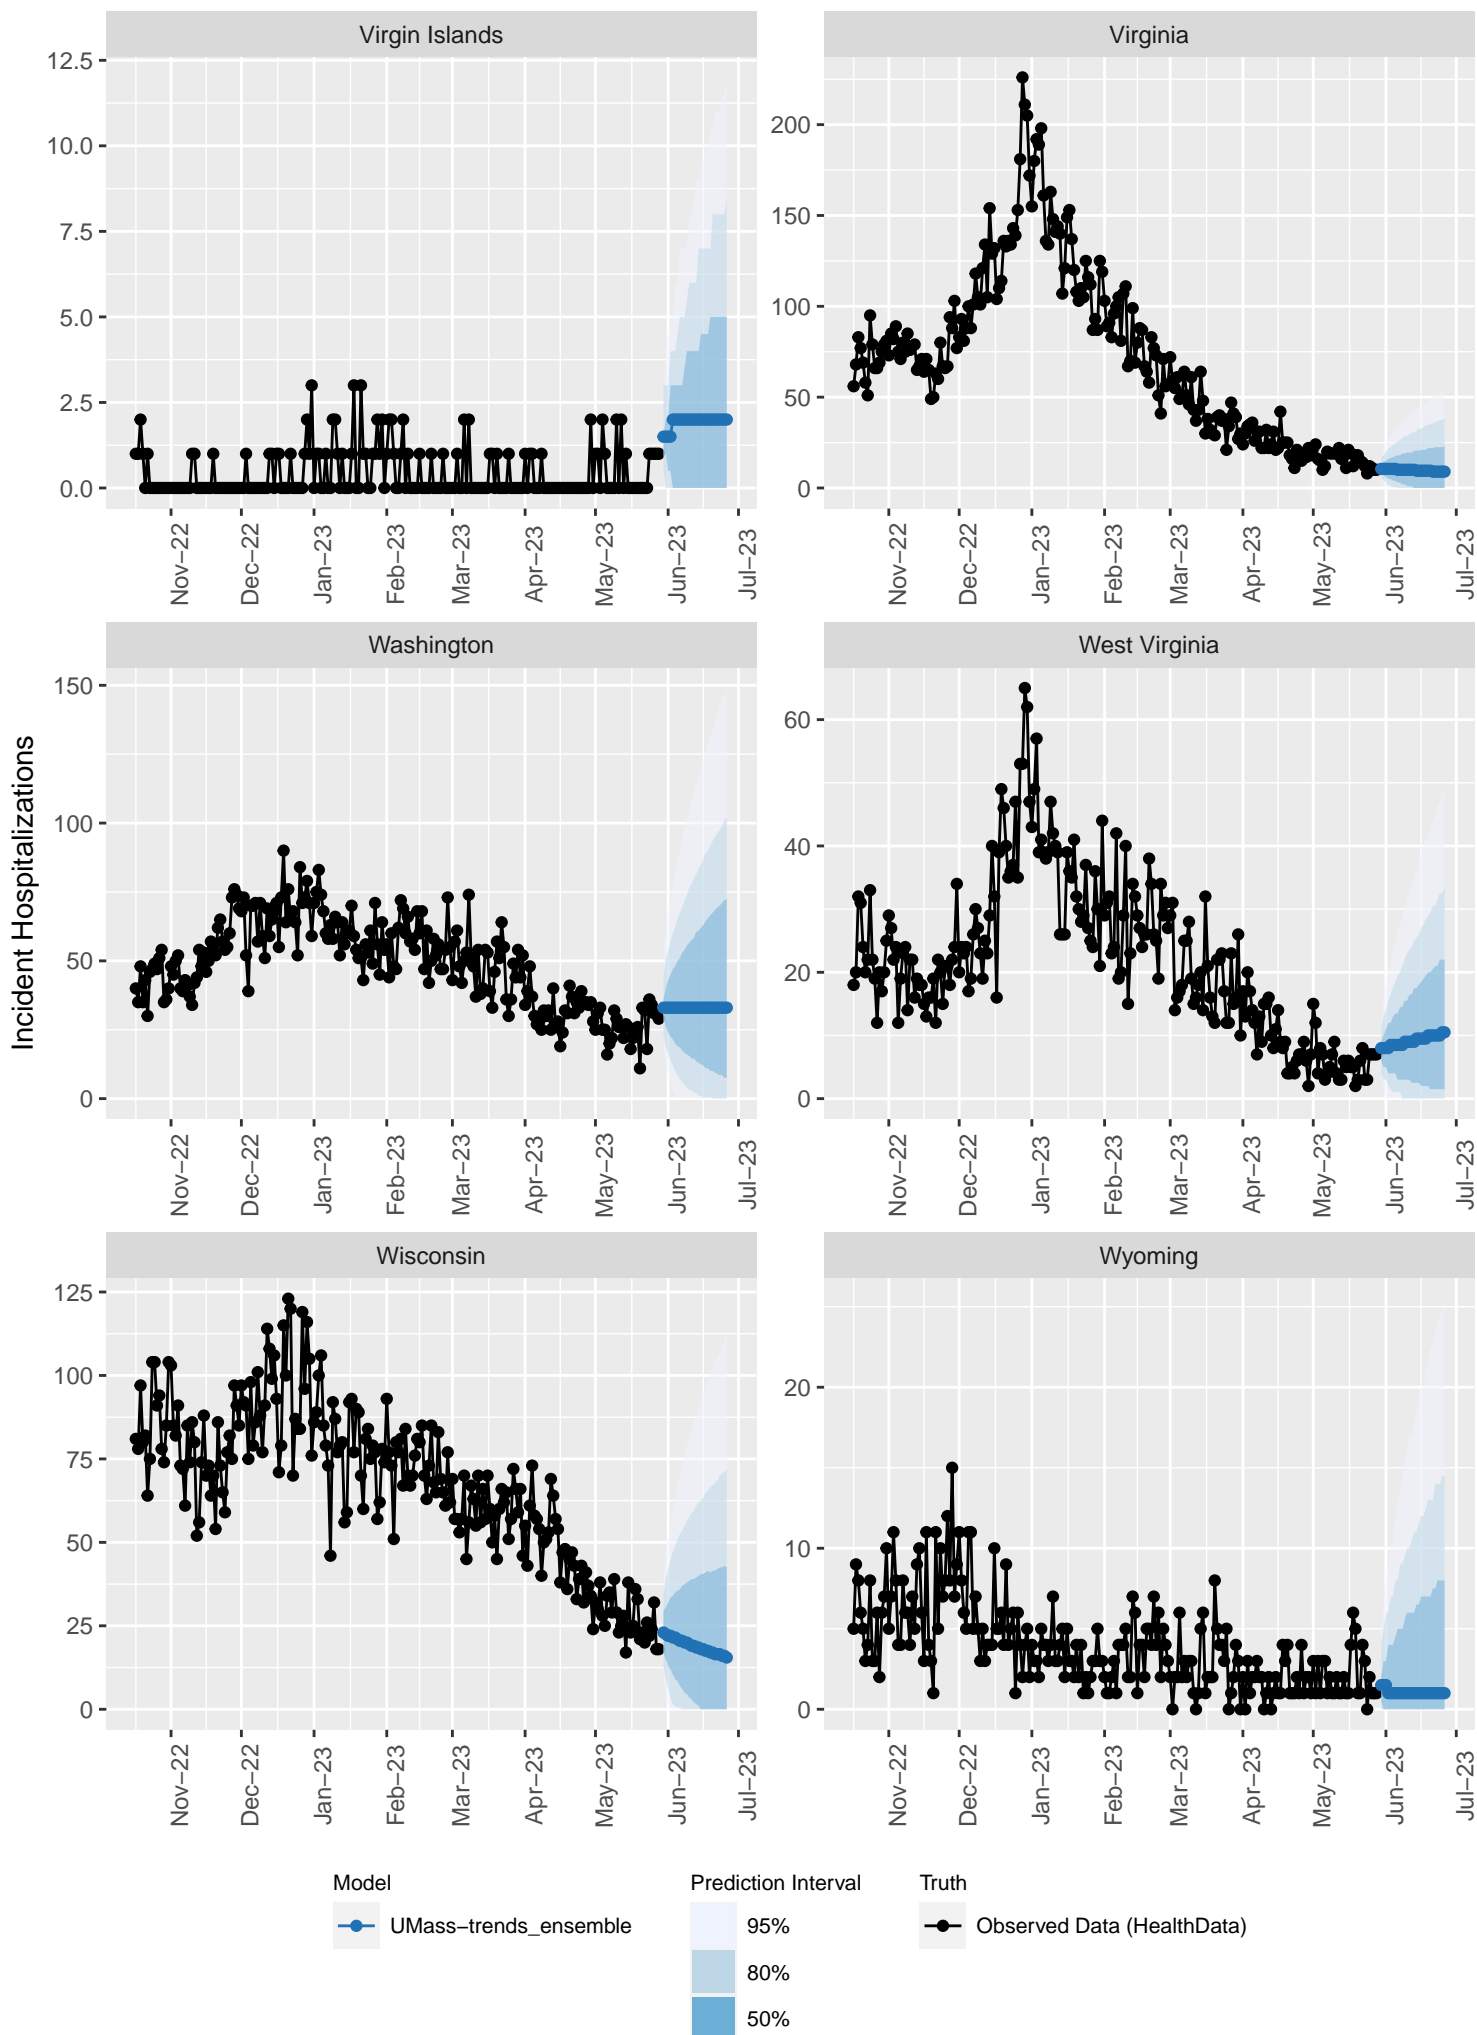 Virgin Islands
Virginia
12.5
10.0
7.5
5.0
2.5
0.0
200
150
100
50
0
Nov−22
Dec−22
Jan−23
Feb−23
Mar−23
Apr−23
May−23
Jun−23
Jul−23
Nov−22
Dec−22
Jan−23
Feb−23
Mar−23
Apr−23
May−23
Jun−23
Jul−23
Incident Hospitalizations
Washington
West Virginia
150
100
50
0
60
40
20
0
Nov−22
Dec−22
Jan−23
Feb−23
Mar−23
Apr−23
May−23
Jun−23
Jul−23
Nov−22
Dec−22
Jan−23
Feb−23
Mar−23
Apr−23
May−23
Jun−23
Jul−23
Wisconsin
Wyoming
125
100
75
50
25
0
20
10
0
Nov−22
Dec−22
Jan−23
Feb−23
Mar−23
Apr−23
May−23
Jun−23
Jul−23
Nov−22
Dec−22
Jan−23
Feb−23
Mar−23
Apr−23
May−23
Jun−23
Jul−23
Model
UMass−trends_ensemble
Prediction Interval
95%
80%
50%
Truth
Observed Data (HealthData)